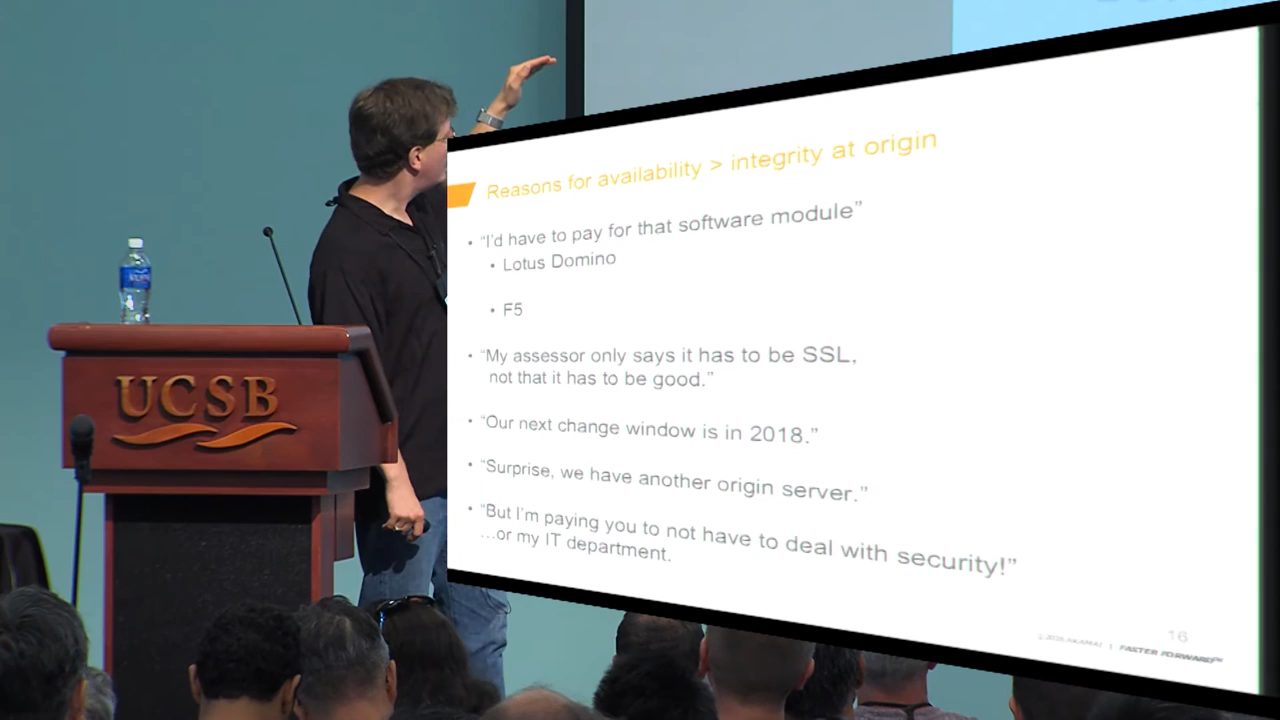 Reasons for availability > integrity at origin
• “I’d have to pay for that software module”
• Lotus Domino
• F5
• “My assessor only says it has to be SSL,
not that it has to be good.”
• “Our next change window is in 2018.”
• “Surprise, we have another origin server.”
• “But I’m paying you to not have to deal with security!”
…or my IT department.
16
| FASTER FORWARD™
UCSB